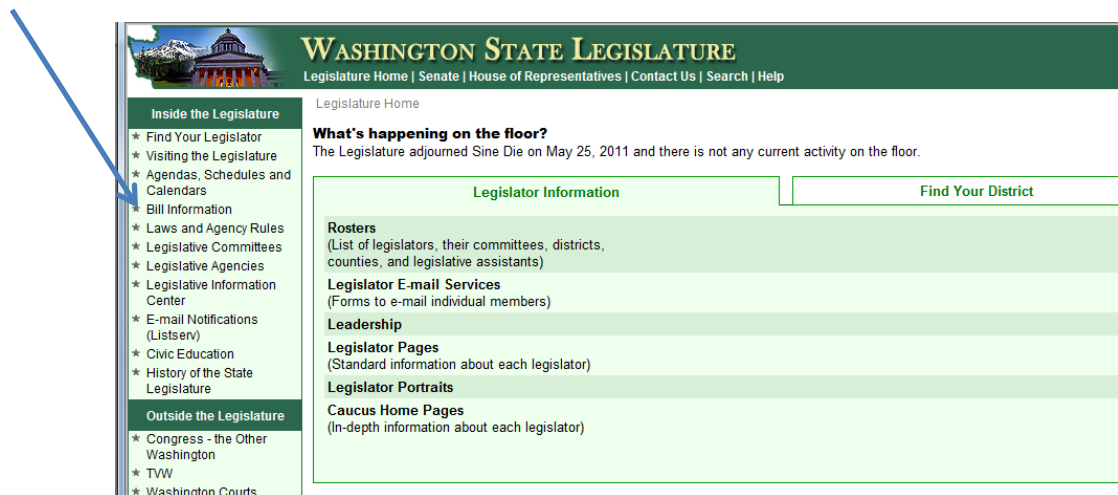 WASHINGTON STATE LEGISLATURE
Legislature Home | Senate | House of Representatives | Contact Us | Search | Help
Inside the Legislature
★ Find Your Legislator
★ Visiting the Legislature
★ Agendas, Schedules and
Calendars
★ Bill Information
★ Laws and Agency Rules
★ Legislative Committees
★ Legislative Agencies
★ Legislative Information
Center
★ E-mail Notifications
(Listserv)
★ Civic Education
★ History of the State
Legislature
Outside the Legislature
★ Congress - the Other
Washington
★ TVW
★ Washington Courts
Legislature Home
What's happening on the floor?
The Legislature adjourned Sine Die on May 25, 2011 and there is not any current activity on the floor.
Legislator Information
Find Your District
Rosters
(List of legislators, their committees, districts,
counties, and legislative assistants)
Legislator E-mail Services
(Forms to e-mail individual members)
Leadership
Legislator Pages
(Standard information about each legislator)
Legislator Portraits
Caucus Home Pages
(In-depth information about each legislator)